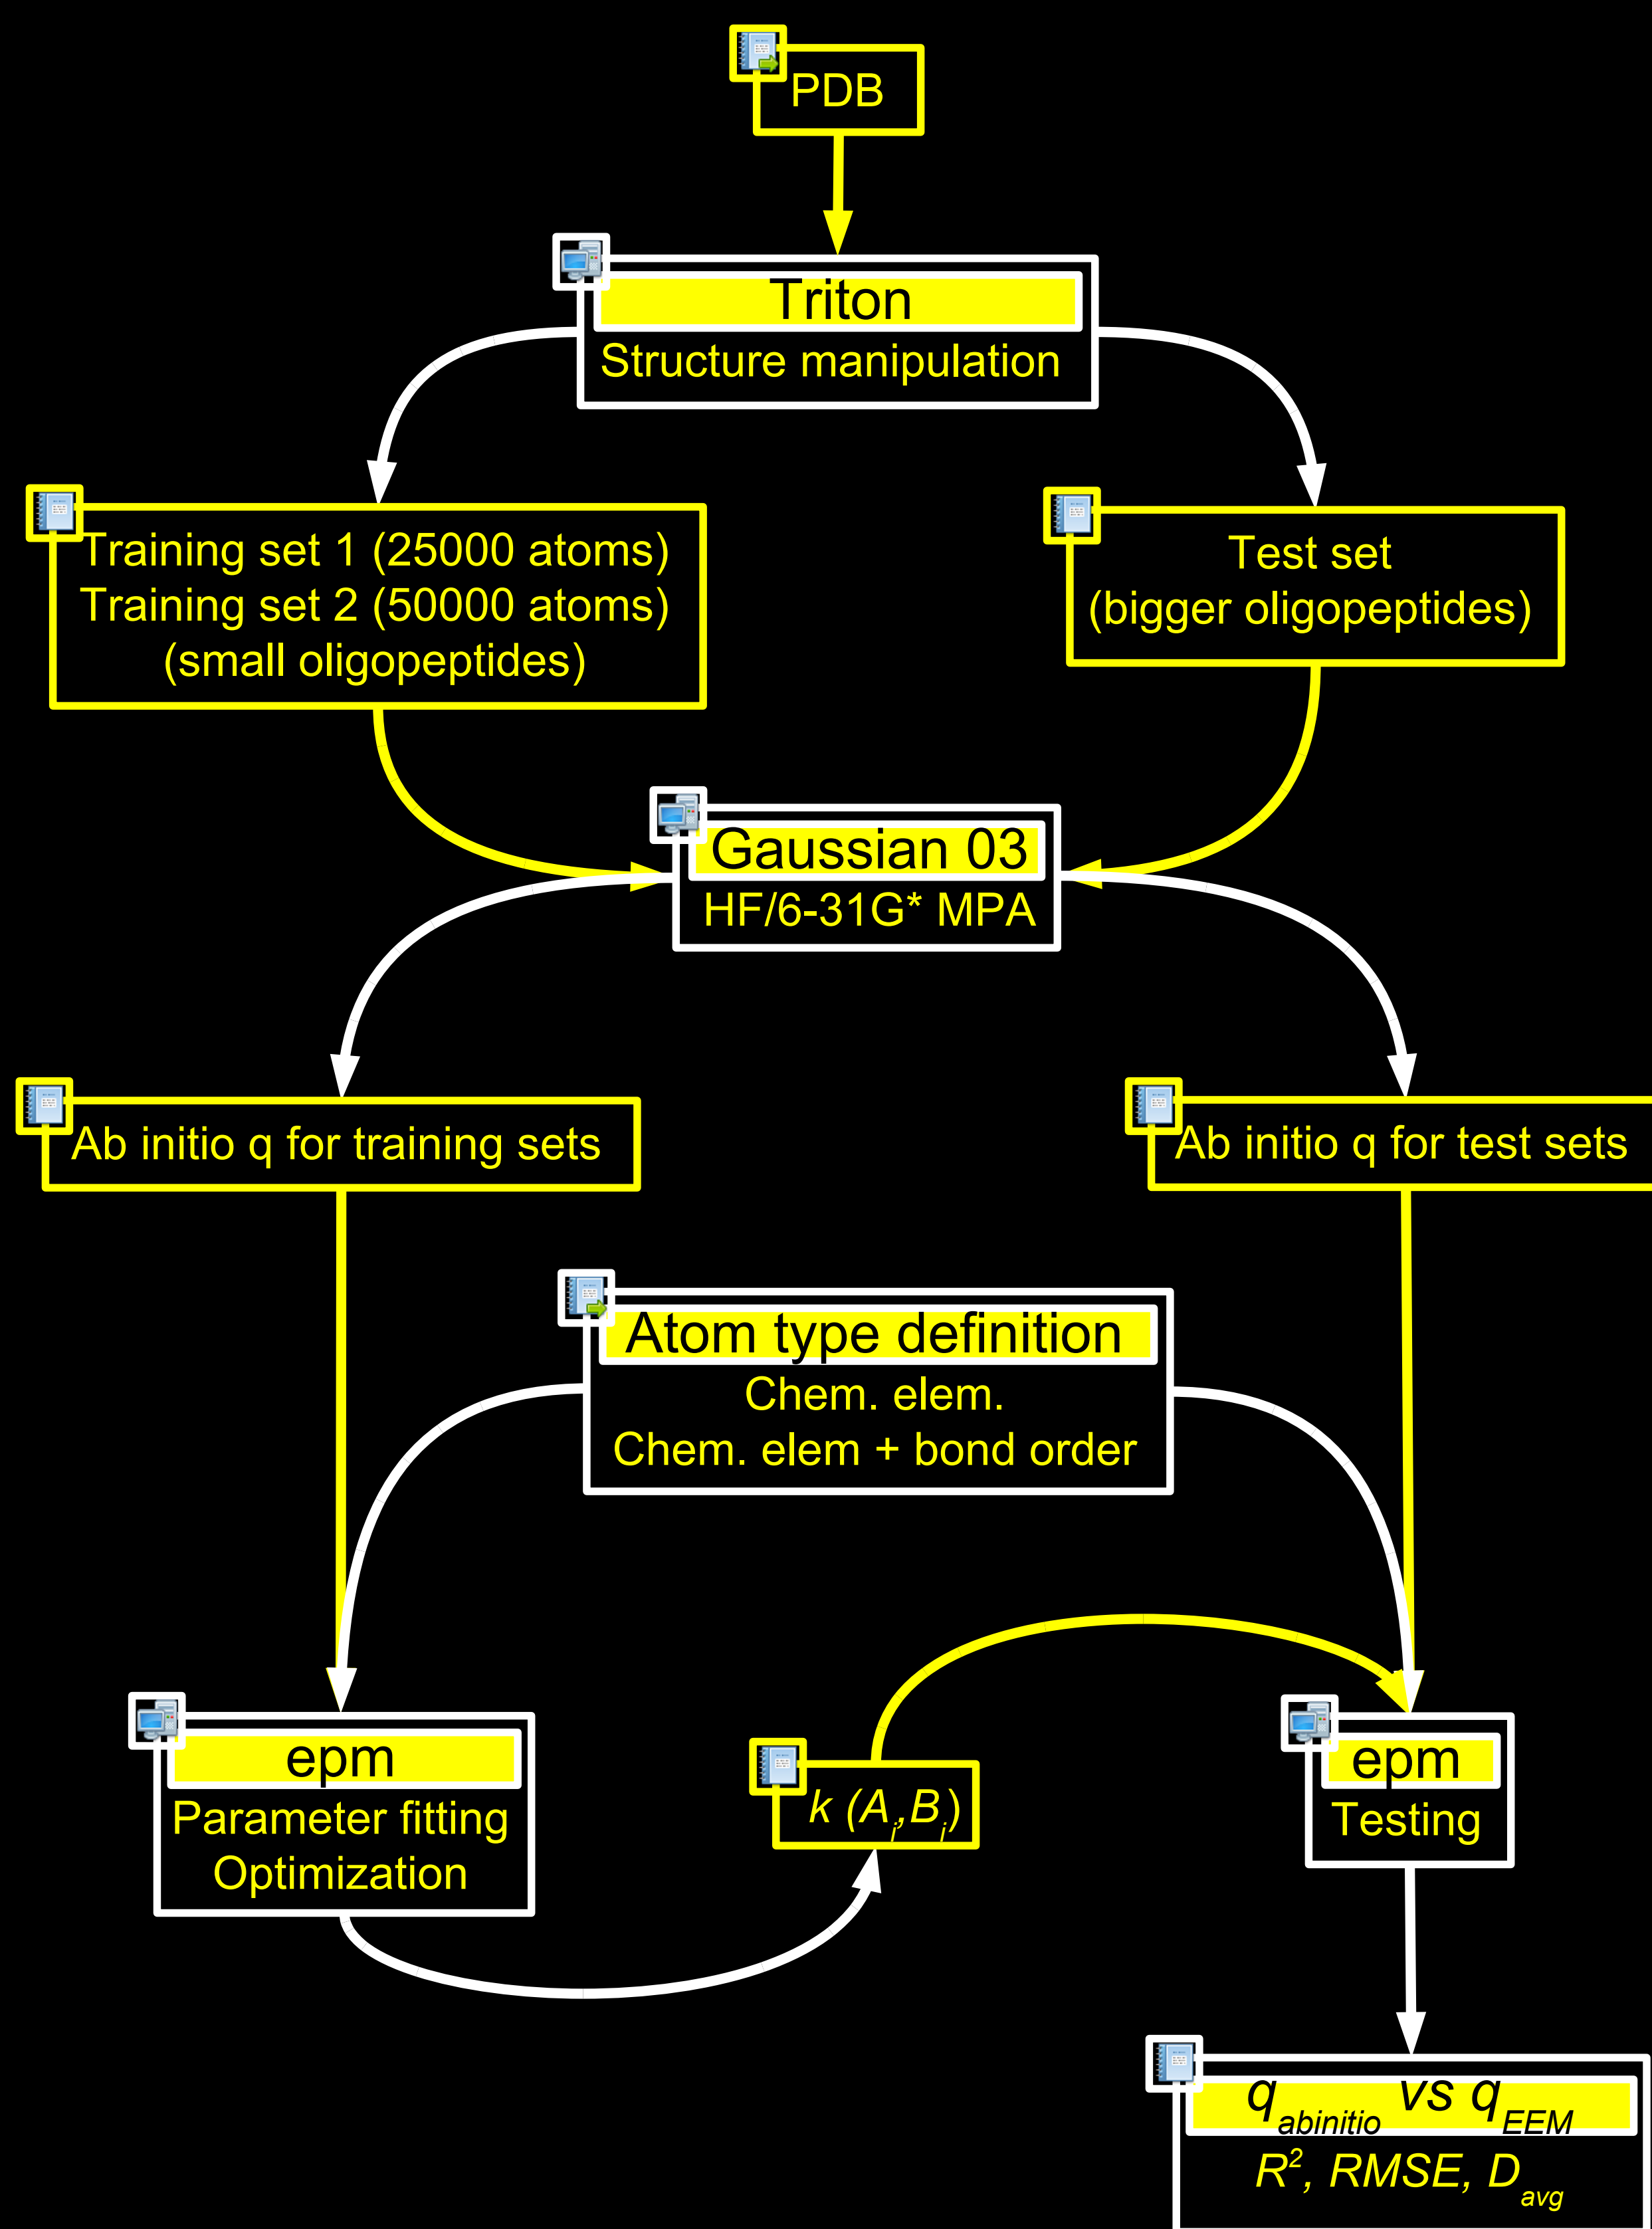 PDB
Triton
Structure manipulation
Training set 1 (25000 atoms)
Training set 2 (50000 atoms)
(small oligopeptides)
Test set
(bigger oligopeptides)
Gaussian 03
HF/6-31G* MPA
Ab initio q for training sets
Ab initio q for test sets
Atom type definition
Chem. elem.
Chem. elem + bond order
epm
Parameter fitting
Optimization
k (Ai,Bi)
epm
Testing
qabinitio vs qEEM
R², RMSE, Davg